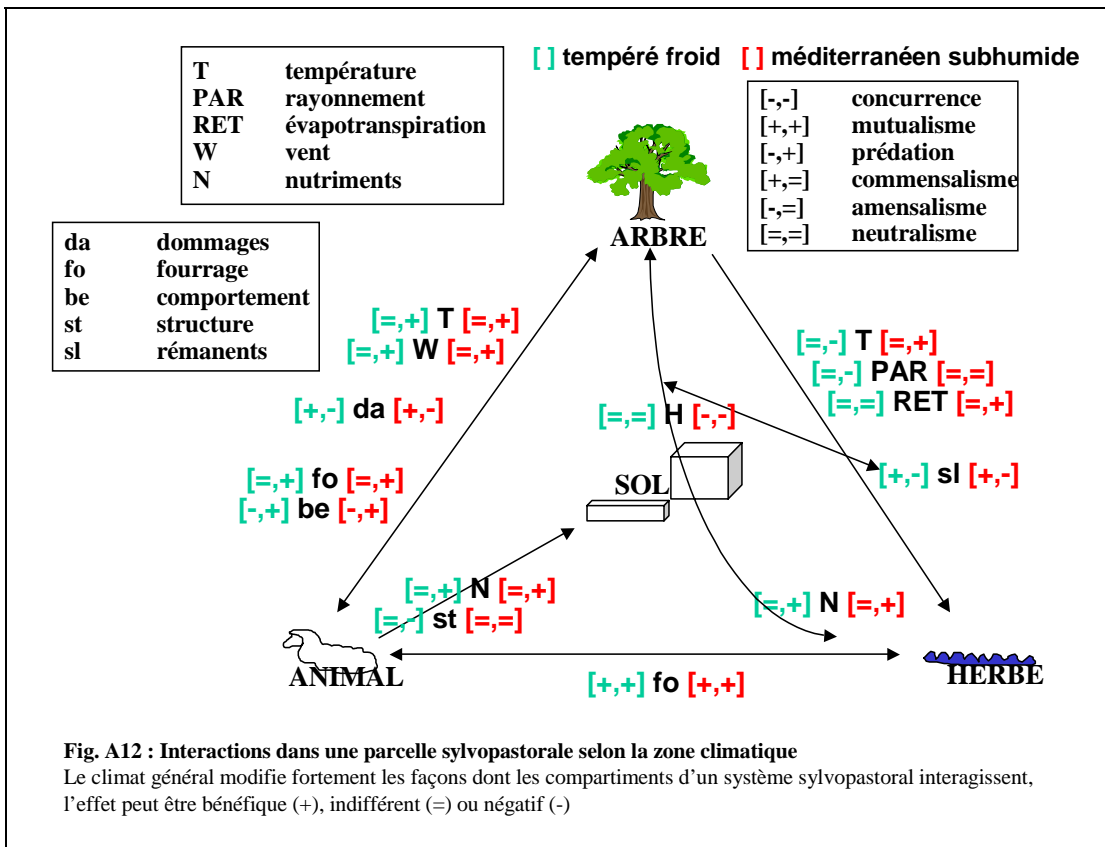 T température
PAR rayonnement
RET évapotranspiration
W vent
N nutriments
[ ] tempéré froid [ ] méditerranéen subhumide
[-,-] concurrence
[+,+] mutualisme
[-,+] prédation
[+,=] commensalisme
[-,=] amensalisme
[=,=] neutralisme
da dommages
fo fourrage
be comportement
st structure
sl rémanents
ARBRE
[=,+] T [=,+]
[=,+] W [=,+]
[=,-] T [=,+]
[=,-] PAR [=,=]
[=,=] RET [=,+]
[+,-] da [+,-]
[=,=] H [-,-]
[=,+] fo [=,+]
[-,+] be [-,+]
SOL
[+,-] sl [+,-]
[=,+] N [=,+]
[=,-] st [=,=]
[=,+] N [=,+]
ANIMAL
HERBE
[+,+] fo [+,+]
Fig. A12 : Interactions dans une parcelle sylvopastorale selon la zone climatique
Le climat général modifie fortement les façons dont les compartiments d'un système sylvopastoral interagissent,
l'effet peut être bénéfique (+), indifférent (=) ou négatif (-)